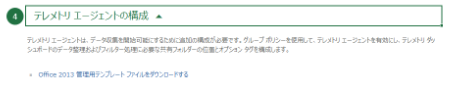 4 テレメトリ エージェントの構成 ▲
テレメトリ エージェントは、データ収集を開始可能にするために追加の構成が必要です。グループ ポリシーを使用して、テレメトリ エージェントを有効にし、テレメトリ ダッ
シュボードのデータ整理およびフィルター処理に必要な共有フォルダーの位置とオプション タグを構成します。
Office 2013 管理用テンプレート ファイルをダウンロードする